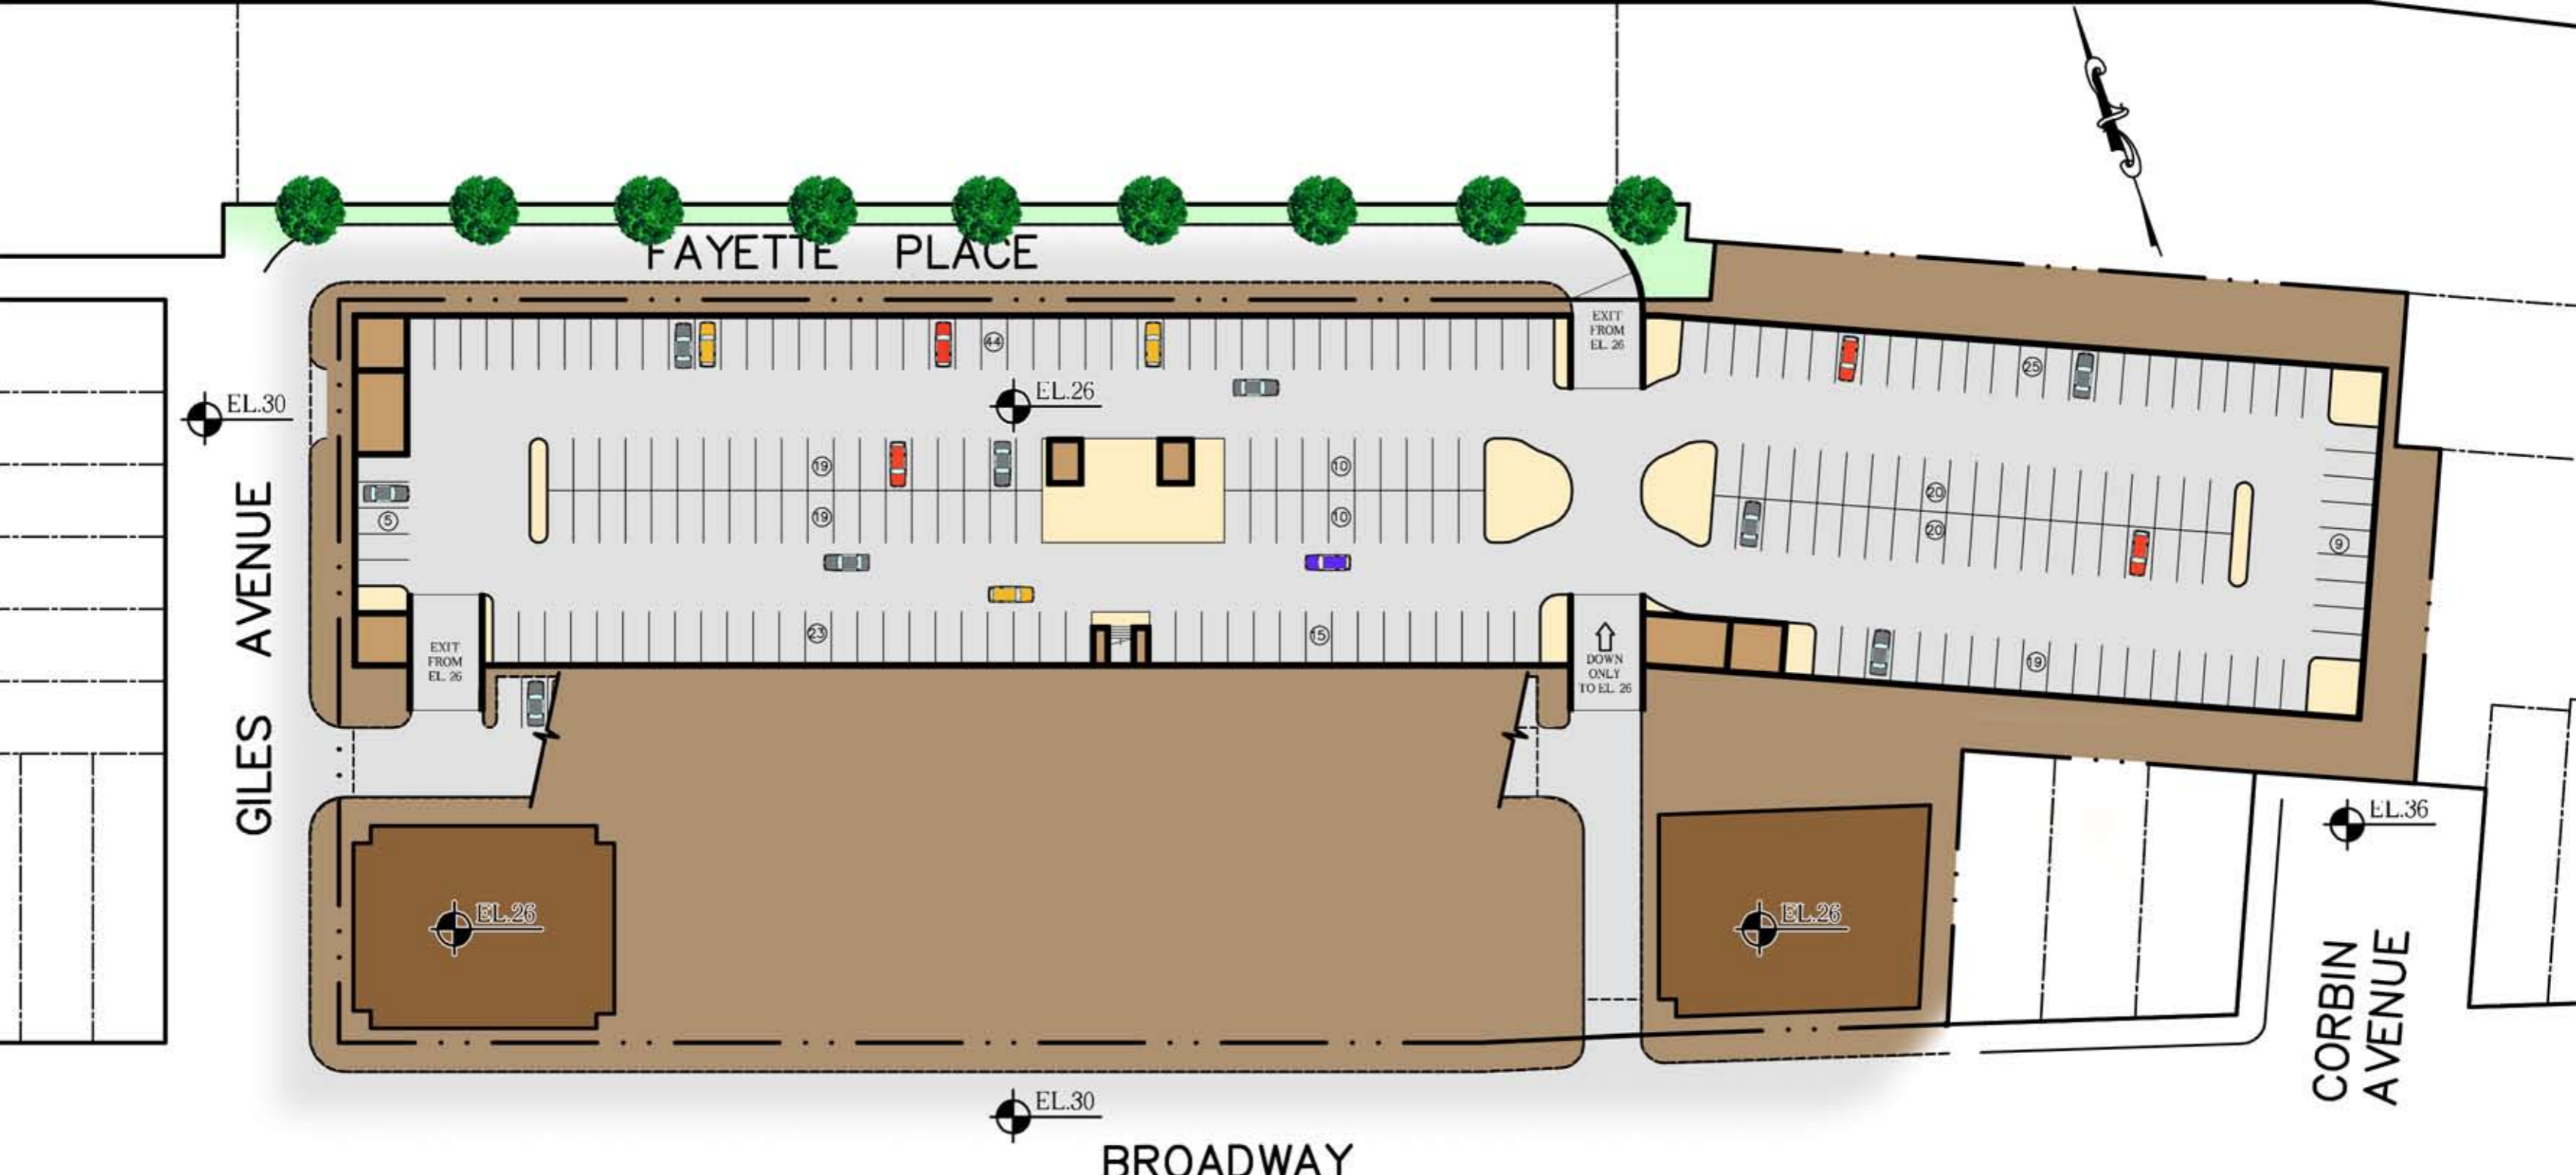 FAYETTE PLACE
EXIT
FROM
EL. 26
44
25
EL.30
EL.26
19
10
20
5
19
10
20
9
GILES AVENUE
23
15
19
EXIT
FROM
EL. 26
DOWN
ONLY
TO EL. 26
EL.36
EL.26
EL.26
CORBIN
AVENUE
EL.30
BROADWAY